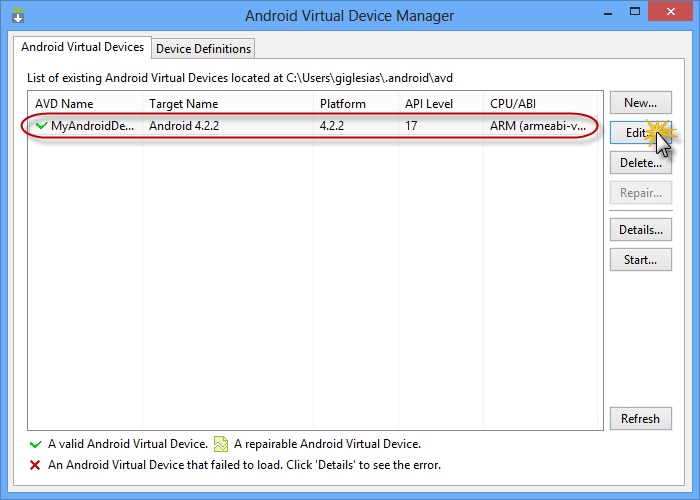 Android Virtual Device Manager
Android Virtual Devices
Device Definitions
List of existing Android Virtual Devices located at C:\Users\giglesias\.android\avd
AVD Name Target Name Platform API Level CPU/ABI
MyAndroidDe... Android 4.2.2 4.2.2 17 ARM (armeabi-v...
New...
Edit...
Delete...
Repair...
Details...
Start...
Refresh
A valid Android Virtual Device. A repairable Android Virtual Device.
An Android Virtual Device that failed to load. Click 'Details' to see the error.